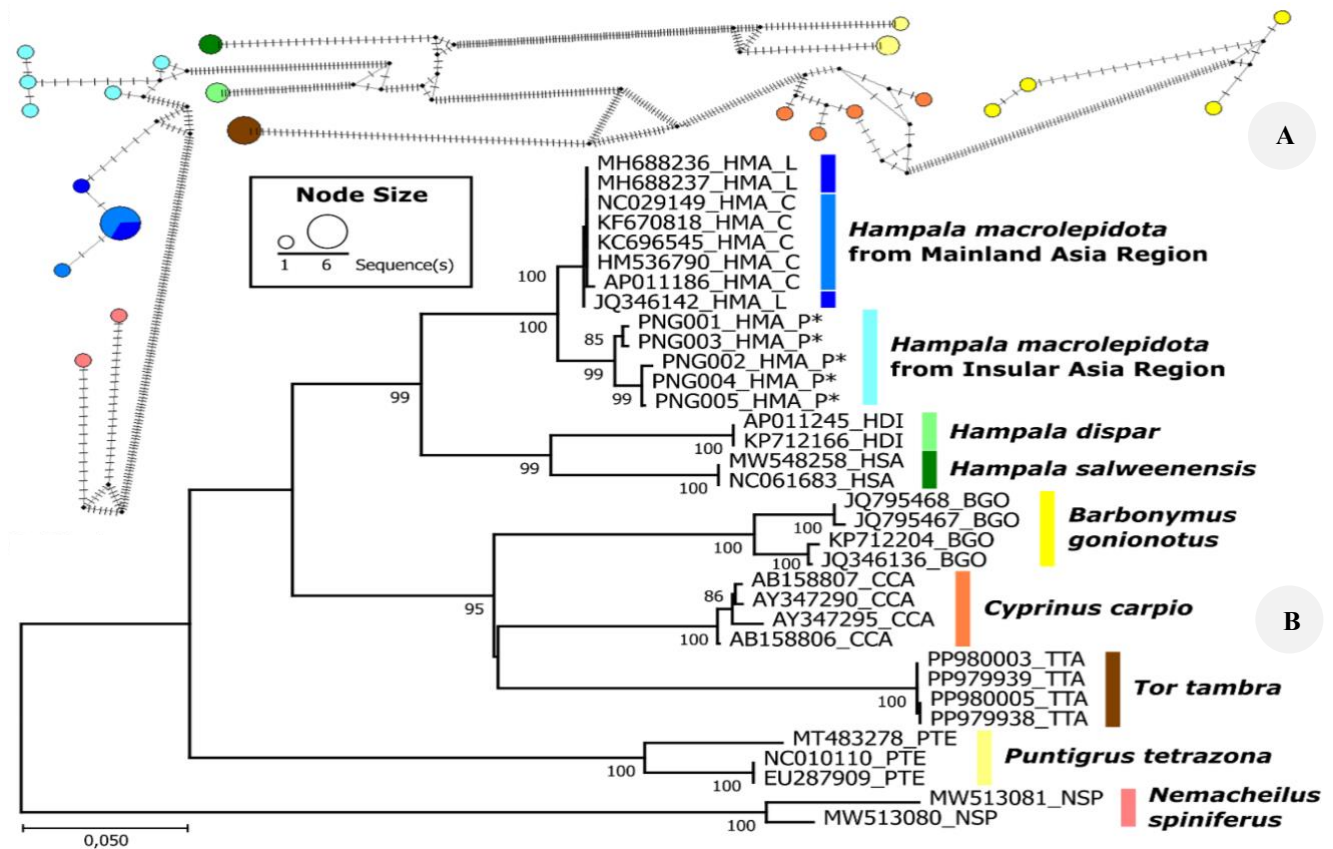 A
Node Size
1 6 Sequence(s)
MH688236_HMA_L
MH688237_HMA_L
NC029149_HMA_C
KF670818_HMA_C
KC696545_HMA_C
HM536790_HMA_C
AP011186_HMA_C
JQ346142_HMA_L
Hampala macrolepidota
from Mainland Asia Region
100
100
PNG001_HMA_P*
PNG003_HMA_P*
PNG002_HMA_P*
PNG004_HMA_P*
PNG005_HMA_P*
Hampala macrolepidota
from Insular Asia Region
85
99
99
99
AP011245_HDI
KP712166_HDI
Hampala dispar
100
MW548258_HSA
NC061683_HSA
Hampala salweenensis
99
100
JQ795468_BGO
JQ795467_BGO
KP712204_BGO
JQ346136_BGO
Barbonymus
gonionotus
100
100
100
95
AB158807_CCA
AY347290_CCA
AY347295_CCA
AB158806_CCA
Cyprinus carpio
86
100
B
PP980003_TTA
PP979939_TTA
PP980005_TTA
PP979938_TTA
Tor tambra
100
MT483278_PTE
NC010110_PTE
EU287909_PTE
Puntigrus tetrazona
100
100
MW513081_NSP
MW513080_NSP
Nemacheilus
spiniferus
100
0,050